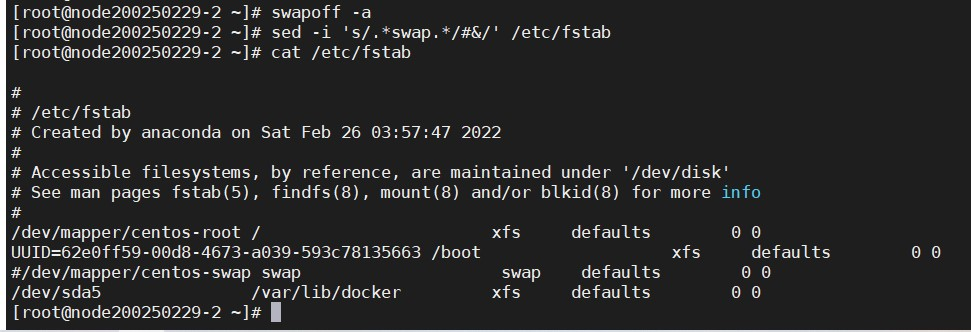 [root@node200250229-2 ~]# swapoff -a
[root@node200250229-2 ~]# sed -i 's/.*swap.*/#&/' /etc/fstab
[root@node200250229-2 ~]# cat /etc/fstab

#
# /etc/fstab
# Created by anaconda on Sat Feb 26 03:57:47 2022
#
# Accessible filesystems, by reference, are maintained under '/dev/disk'
# See man pages fstab(5), findfs(8), mount(8) and/or blkid(8) for more info
#
/dev/mapper/centos-root /                       xfs     defaults        0 0
UUID=62e0ff59-00d8-4673-a039-593c78135663 /boot                         xfs     defaults        0 0
#/dev/mapper/centos-swap swap                    swap    defaults        0 0
/dev/sda5               /var/lib/docker         xfs     defaults        0 0
[root@node200250229-2 ~]#